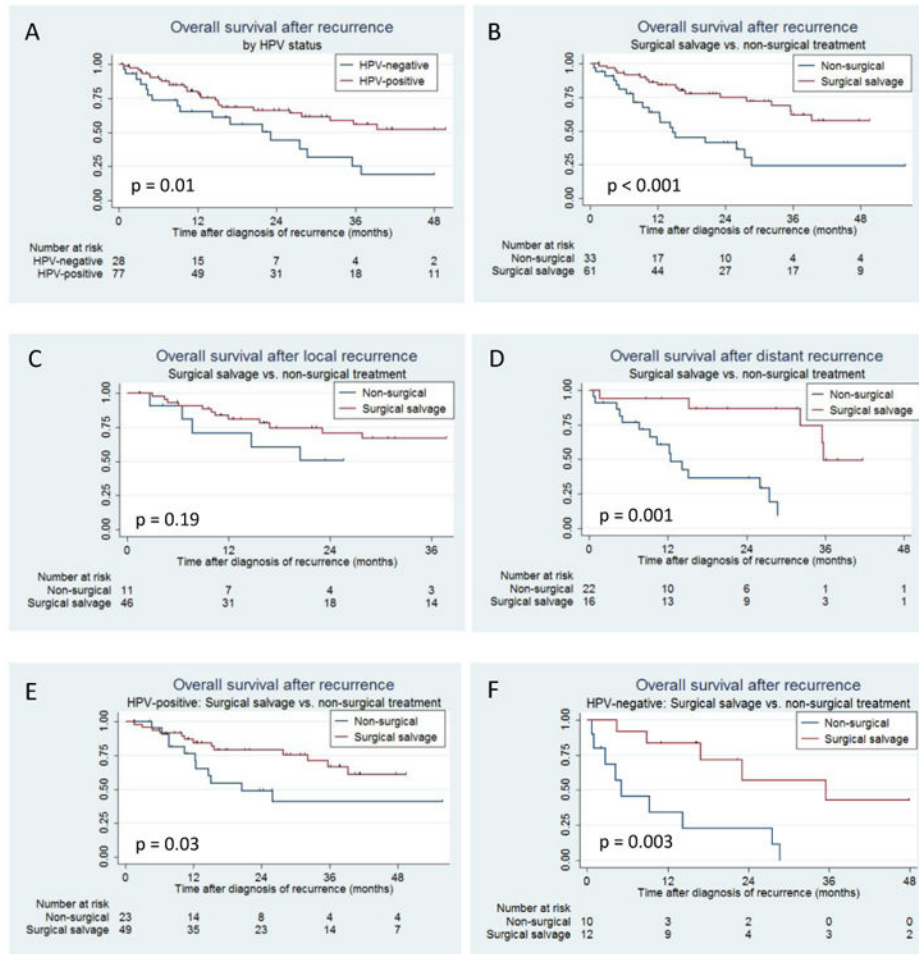 A
Overall survival after recurrence
by HPV status
HPV-negative
HPV-positive
1.00
0.75
0.50
0.25
0.00
p = 0.01
0 12 24 36 48
Time after diagnosis of recurrence (months)
Number at risk
HPV-negative 28 15 7 4 2
HPV-positive 77 49 31 18 11
B
Overall survival after recurrence
Surgical salvage vs. non-surgical treatment
Non-surgical
Surgical salvage
1.00
0.75
0.50
0.25
0.00
p < 0.001
0 12 24 36 48
Time after diagnosis of recurrence (months)
Number at risk
Non-surgical 33 17 10 4 4
Surgical salvage 61 44 27 17 9
C
Overall survival after local recurrence
Surgical salvage vs. non-surgical treatment
Non-surgical
Surgical salvage
1.00
0.75
0.50
0.25
0.00
p = 0.19
0 12 24 36
Time after diagnosis of recurrence (months)
Number at risk
Non-surgical 11 7 4 3
Surgical salvage 46 31 18 14
D
Overall survival after distant recurrence
Surgical salvage vs. non-surgical treatment
Non-surgical
Surgical salvage
1.00
0.75
0.50
0.25
0.00
p = 0.001
0 12 24 36 48
Time after diagnosis of recurrence (months)
Number at risk
Non-surgical 22 10 6 1 1
Surgical salvage 16 13 9 3 1
E
Overall survival after recurrence
HPV-positive: Surgical salvage vs. non-surgical treatment
Non-surgical
Surgical salvage
1.00
0.75
0.50
0.25
0.00
p = 0.03
0 12 24 36 48
Time after diagnosis of recurrence (months)
Number at risk
Non-surgical 23 14 8 4 4
Surgical salvage 49 35 23 14 7
F
Overall survival after recurrence
HPV-negative: Surgical salvage vs. non-surgical treatment
Non-surgical
Surgical salvage
1.00
0.75
0.50
0.25
0.00
p = 0.003
0 12 24 36 48
Time after diagnosis of recurrence (months)
Number at risk
Non-surgical 10 3 2 0 0
Surgical salvage 12 9 4 3 2